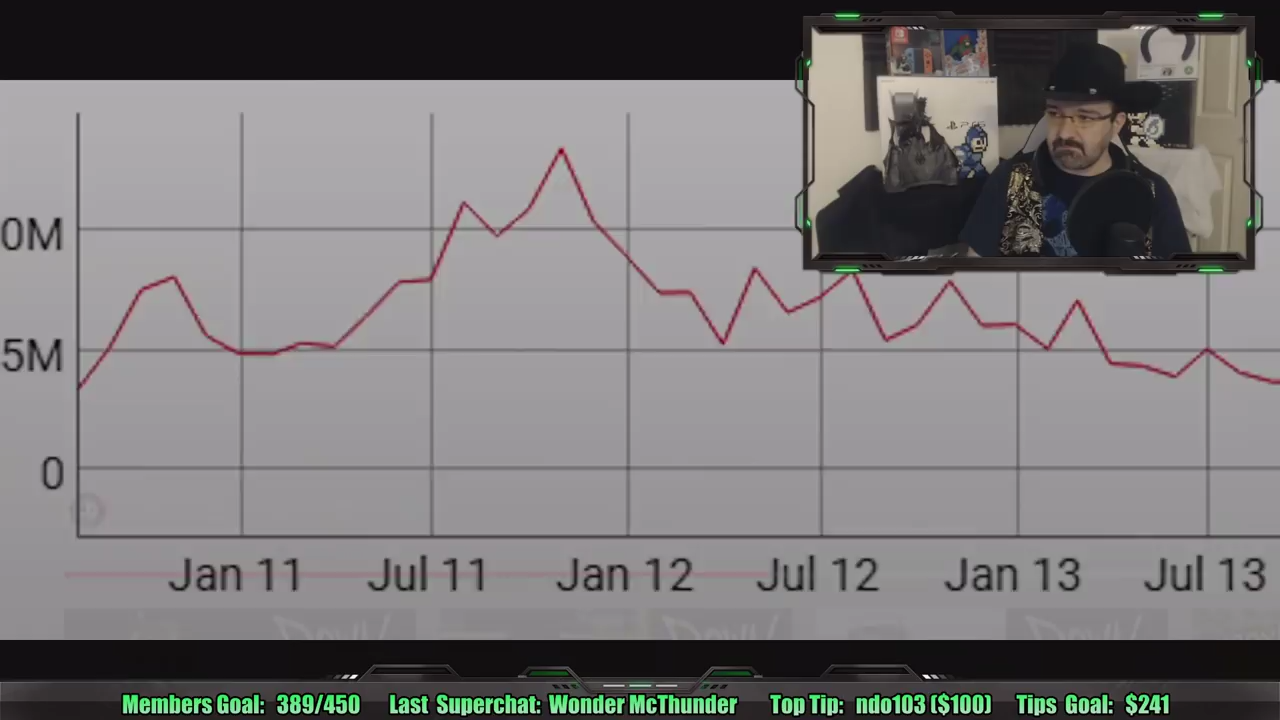 PS5
0M
5M
0
Jan 11 Jul 11 Jan 12 Jul 12 Jan 13 Jul 13
Members Goal: 389/450 Last Superchat: Wonder McThunder Top Tip: ndo103 ($100) Tips Goal: $241